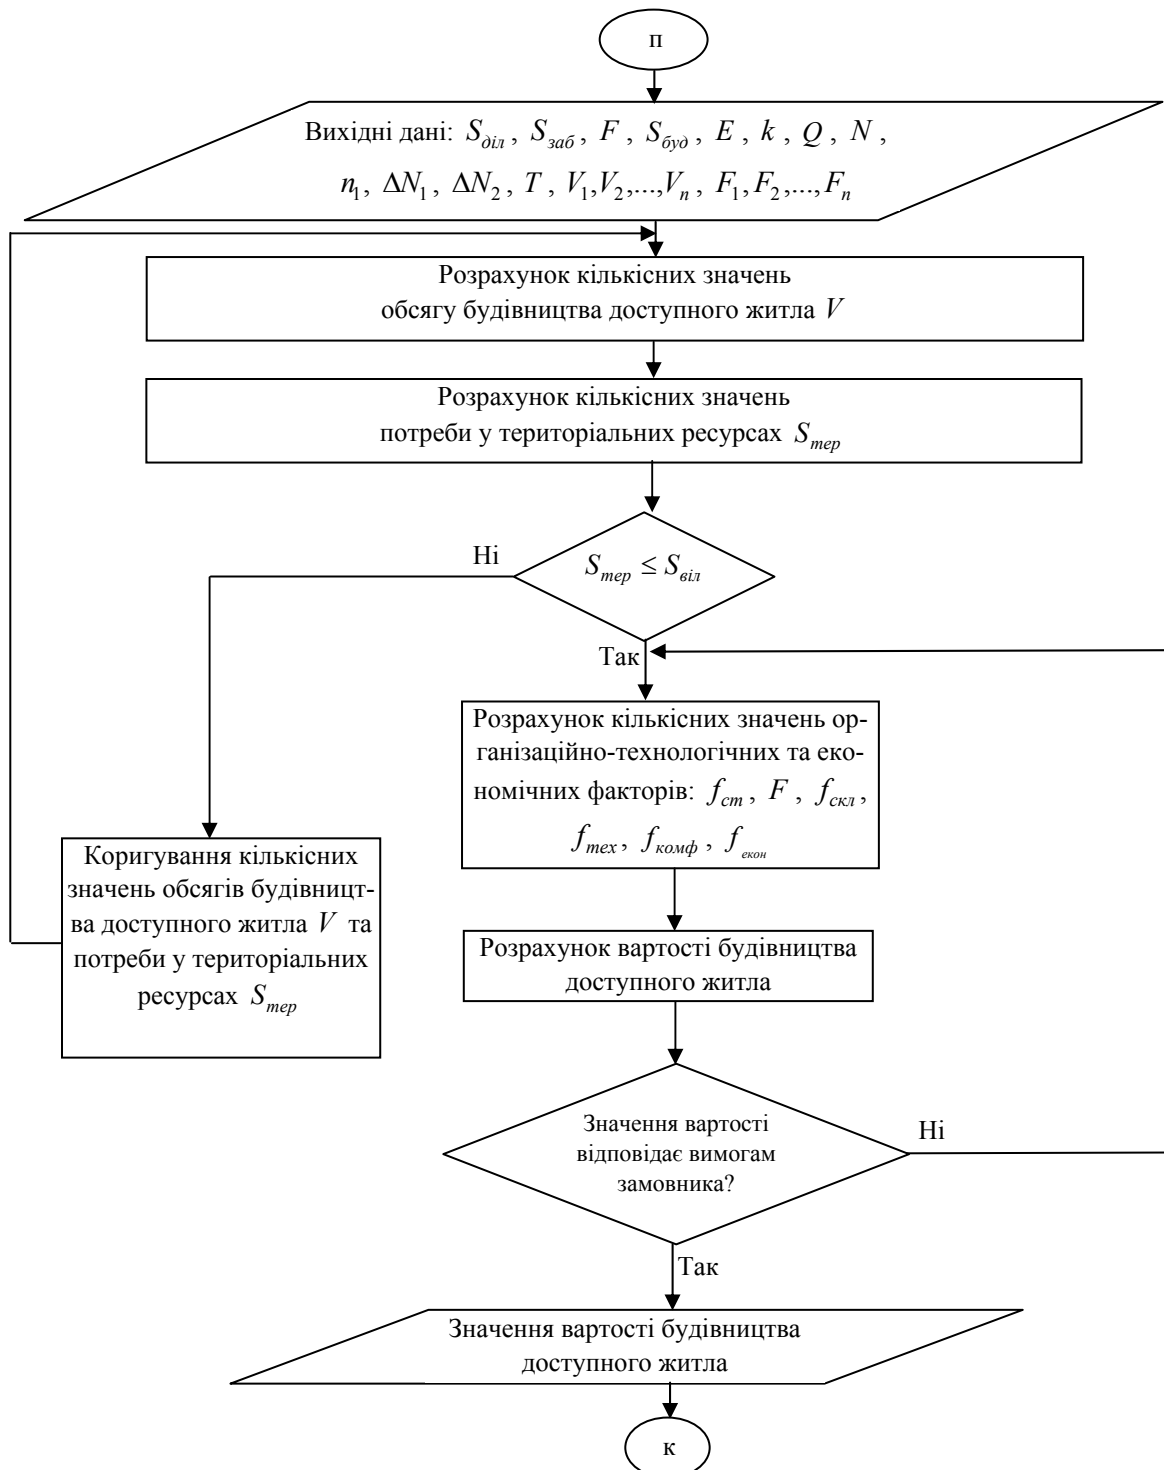 п
Вихідні дані: S_діл , S_заб , F , S_буд , E , k , Q , N ,
n_1, ΔN_1 , ΔN_2 , T , V_1,V_2,...,V_n , F_1,F_2,...,F_n
Розрахунок кількісних значень
обсягу будівництва доступного житла V
Розрахунок кількісних значень
потреби у територіальних ресурсах S_тер
Ні
S_тер ≤ S_віл
Так
Розрахунок кількісних значень ор-
ганізаційно-технологічних та еко-
номічних факторів: f_ст , F , f_скл ,
f_тех , f_комф , f_екон
Коригування кількісних
значень обсягів будівницт-
ва доступного житла V та
потреби у територіальних
ресурсах S_тер
Розрахунок вартості будівництва
доступного житла
Значення вартості
відповідає вимогам
замовника?
Ні
Так
Значення вартості будівництва
доступного житла
к